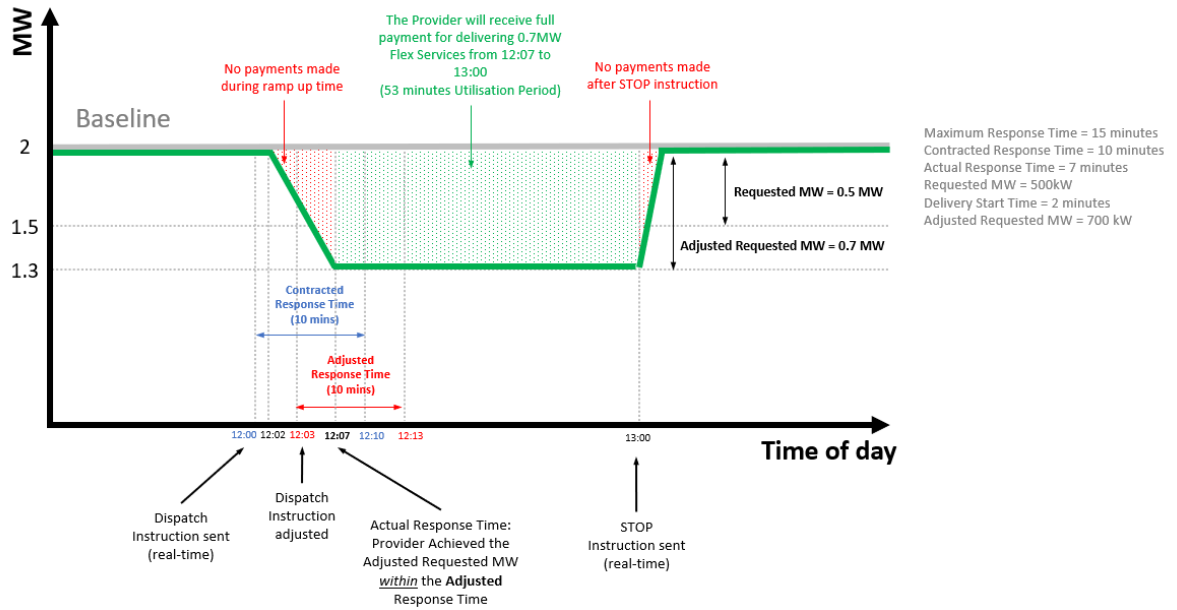 MW
The Provider will receive full
payment for delivering 0.7MW
Flex Services from 12:07 to
13:00
(53 minutes Utilisation Period)
No payments made
during ramp up time
No payments made
after STOP instruction
Baseline
Maximum Response Time = 15 minutes
Contracted Response Time = 10 minutes
Actual Response Time = 7 minutes
Requested MW = 500kW
Delivery Start Time = 2 minutes
Adjusted Requested MW = 700 kW
2
Requested MW = 0.5 MW
1.5
Adjusted Requested MW = 0.7 MW
1.3
Contracted
Response Time
(10 mins)
Adjusted
Response Time
(10 mins)
12:00
12:02
12:03
12:07
12:10
12:13
13:00
Time of day
Dispatch
Instruction sent
(real-time)
Dispatch
Instruction
adjusted
Actual Response Time:
Provider Achieved the
Adjusted Requested MW
within the Adjusted
Response Time
STOP
Instruction sent
(real-time)